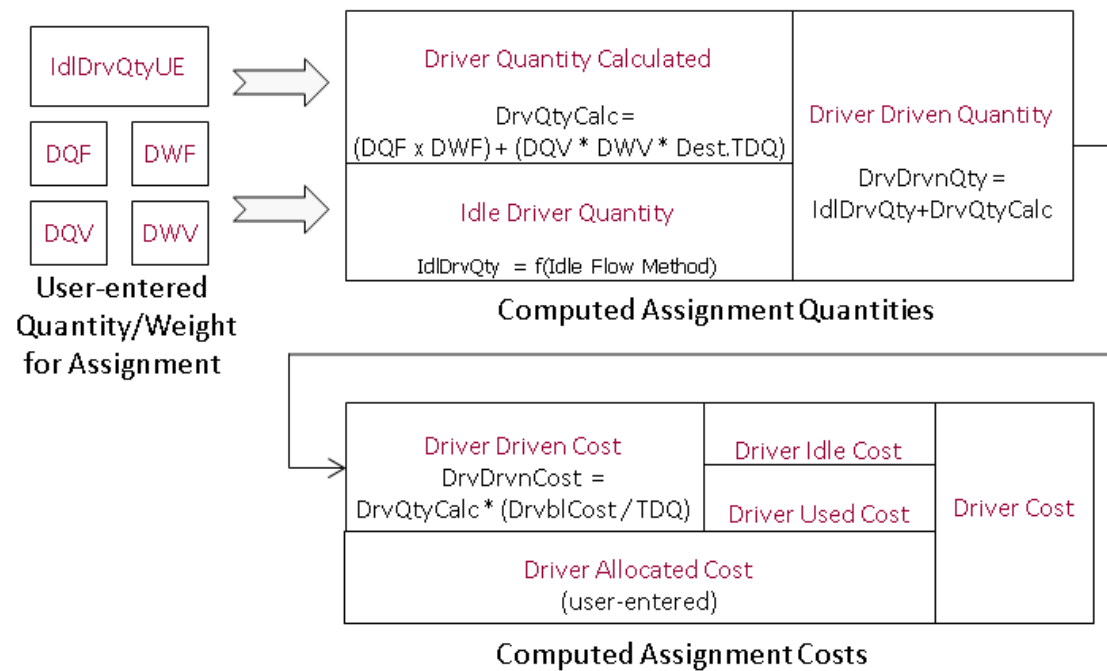 IdlDrvQtyUE
DQF
DWF
DQV
DWV
User-entered
Quantity/Weight
for Assignment
Driver Quantity Calculated
DrvQtyCalc=
(DQF x DWF) + (DQV * DWV * Dest.TDQ)
Idle Driver Quantity
IdlDrvQty = f(Idle Flow Method)
Driver Driven Quantity
DrvDrvnQty =
IdlDrvQty+DrvQtyCalc
Computed Assignment Quantities
Driver Driven Cost
DrvDrvnCost =
DrvQtyCalc * (DrvblCost / TDQ)
Driver Idle Cost
Driver Used Cost
Driver Cost
Driver Allocated Cost
(user-entered)
Computed Assignment Costs